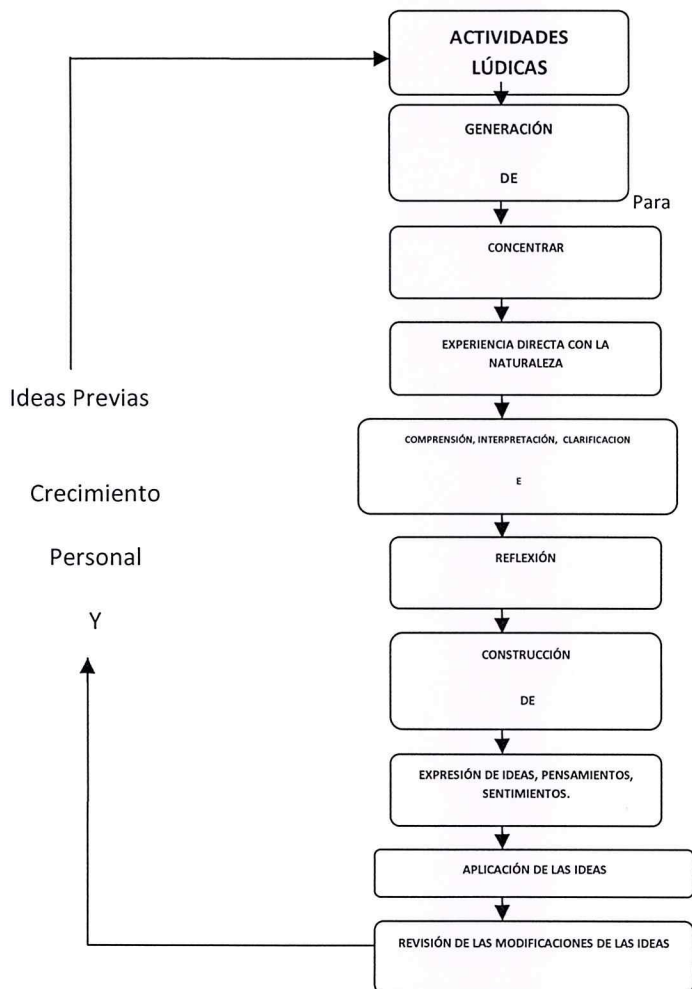 ACTIVIDADES
LÚDICAS
GENERACIÓN
DE
Para
CONCENTRAR
EXPERIENCIA DIRECTA CON LA
NATURALEZA
Ideas Previas
COMPRENSIÓN, INTERPRETACIÓN, CLARIFICACION
E
Crecimiento
Personal
Y
REFLEXIÓN
CONSTRUCCIÓN
DE
EXPRESIÓN DE IDEAS, PENSAMIENTOS,
SENTIMIENTOS.
APLICACIÓN DE LAS IDEAS
REVISIÓN DE LAS MODIFICACIONES DE LAS IDEAS